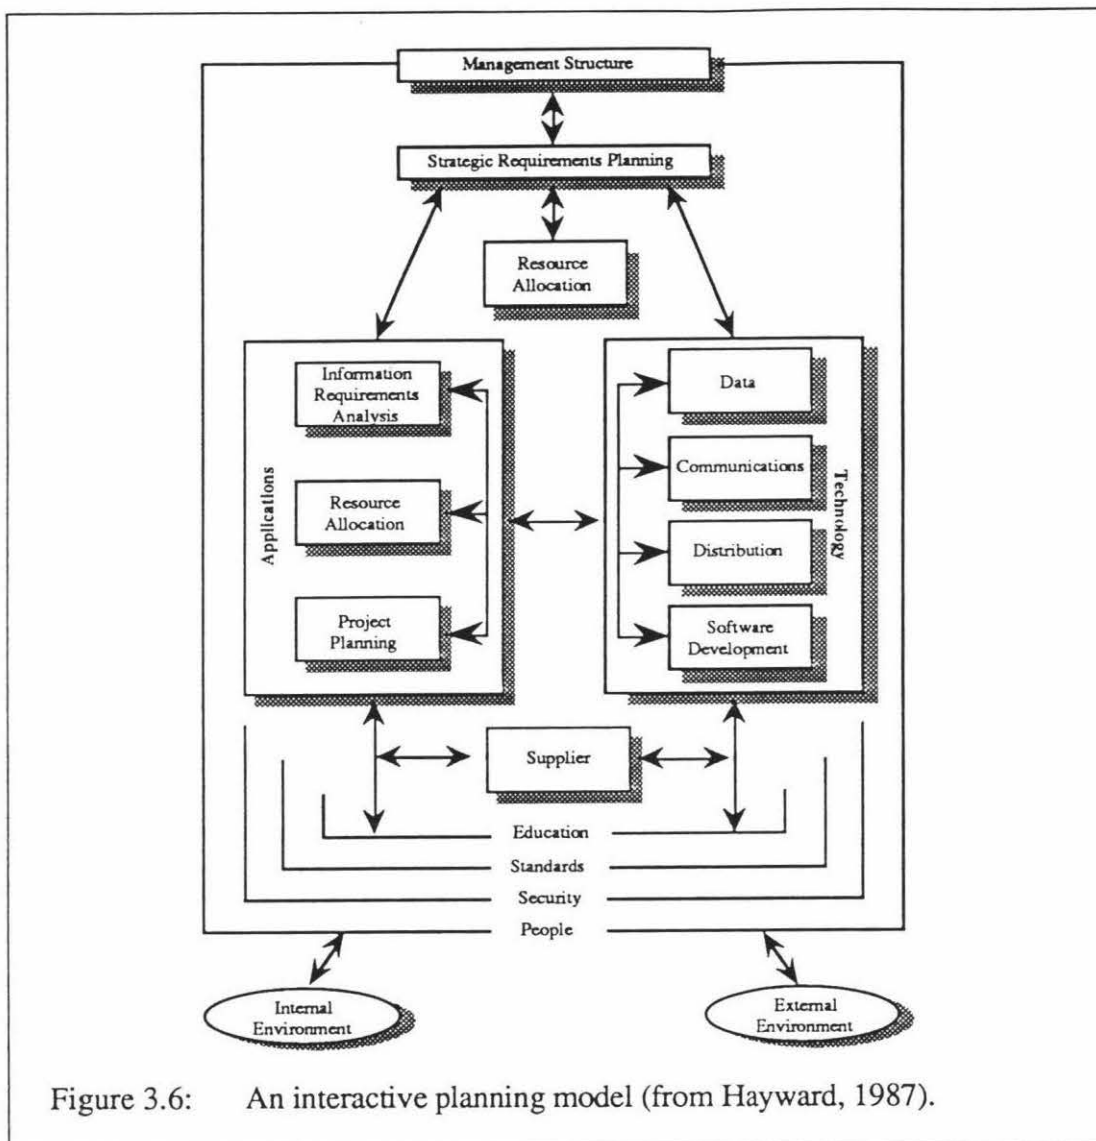 Management Structure
Strategic Requirements Planning
Resource
Allocation
Applications
Information
Requirements
Analysis
Resource
Allocation
Project
Planning
Technology
Data
Communications
Distribution
Software
Development
Supplier
Education
Standards
Security
People
Internal
Environment
External
Environment
Figure 3.6: An interactive planning model (from Hayward, 1987).